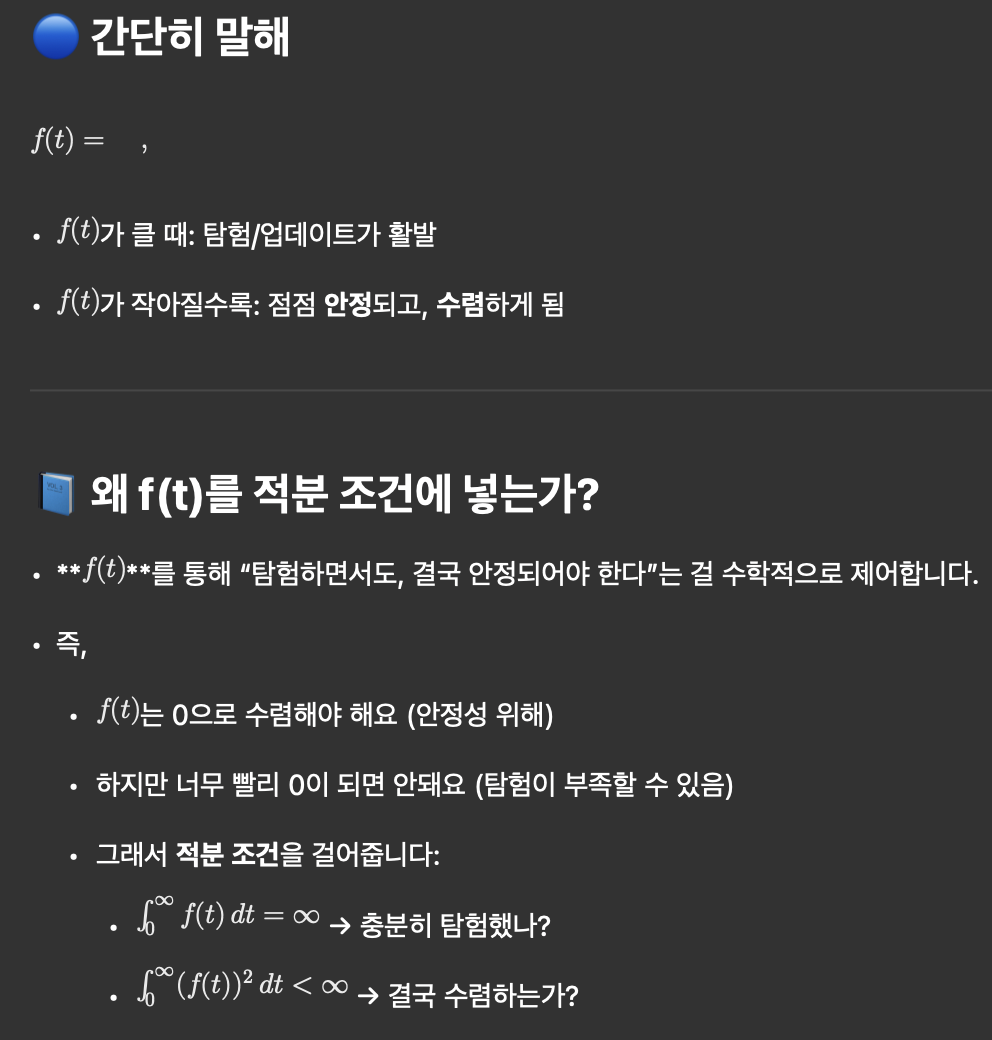 🔵 간단히 말해
f(t) = ,
• f(t)가 클 때: 탐험/업데이트가 활발
• f(t)가 작아질수록: 점점 안정되고, 수렴하게 됨
📘 왜 f(t)를 적분 조건에 넣는가?
• **f(t)**를 통해 “탐험하면서도, 결국 안정되어야 한다”는 걸 수학적으로 제어합니다.
• 즉,
• f(t)는 0으로 수렴해야 해요 (안정성 위해)
• 하지만 너무 빨리 0이 되면 안돼요 (탐험이 부족할 수 있음)
• 그래서 적분 조건을 걸어줍니다:
• ∫₀^∞ f(t) dt = ∞ → 충분히 탐험했나?
• ∫₀^∞ (f(t))² dt < ∞ → 결국 수렴하는가?